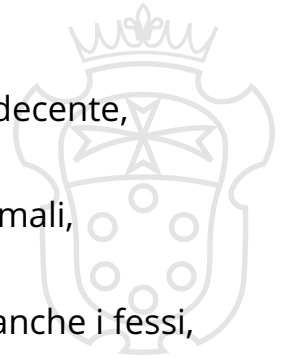 decente,
mali,
anche i fessi,